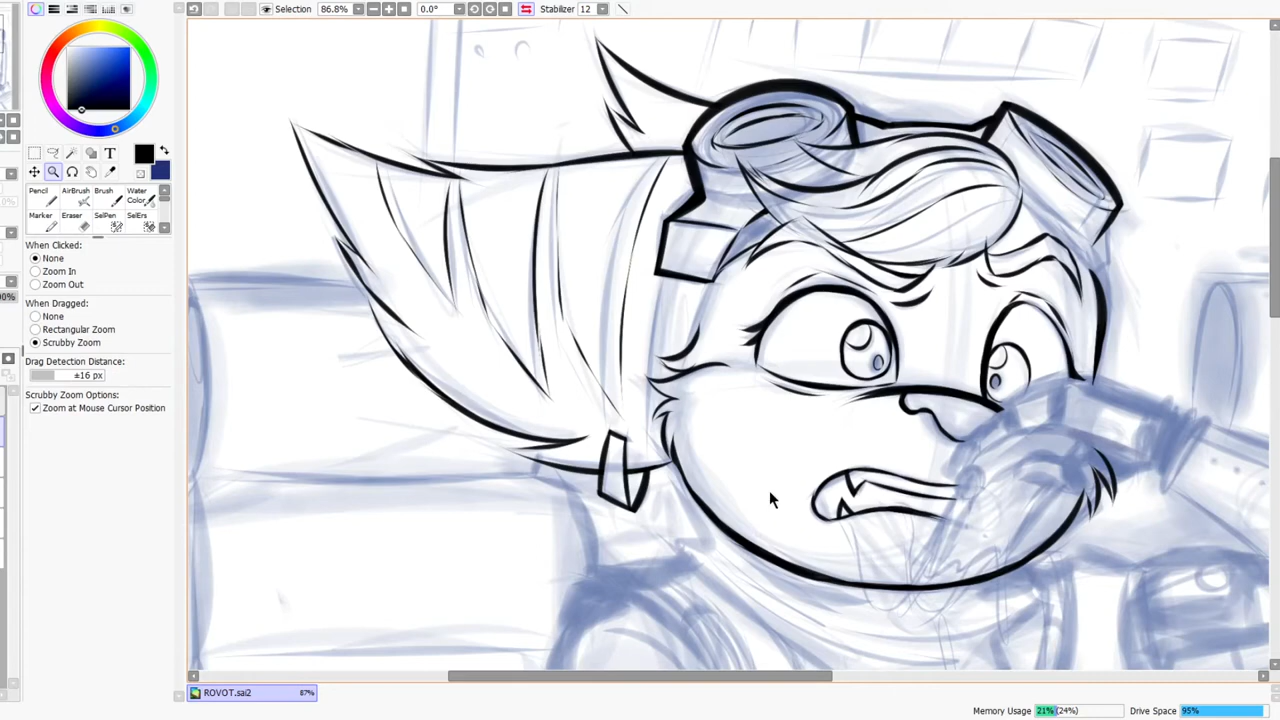 Selection 86.8% 0.0° Stabilizer 12
T
Pencil AirBrush Brush Water Color
Marker Eraser SelPen SelErs
When Clicked:
None
Zoom In
Zoom Out
When Dragged:
None
Rectangular Zoom
Scrubby Zoom
Drag Detection Distance:
±16 px
Scrubby Zoom Options:
Zoom at Mouse Cursor Position
ROVOT.sai2 87%
Memory Usage 21% (24%) Drive Space 95%